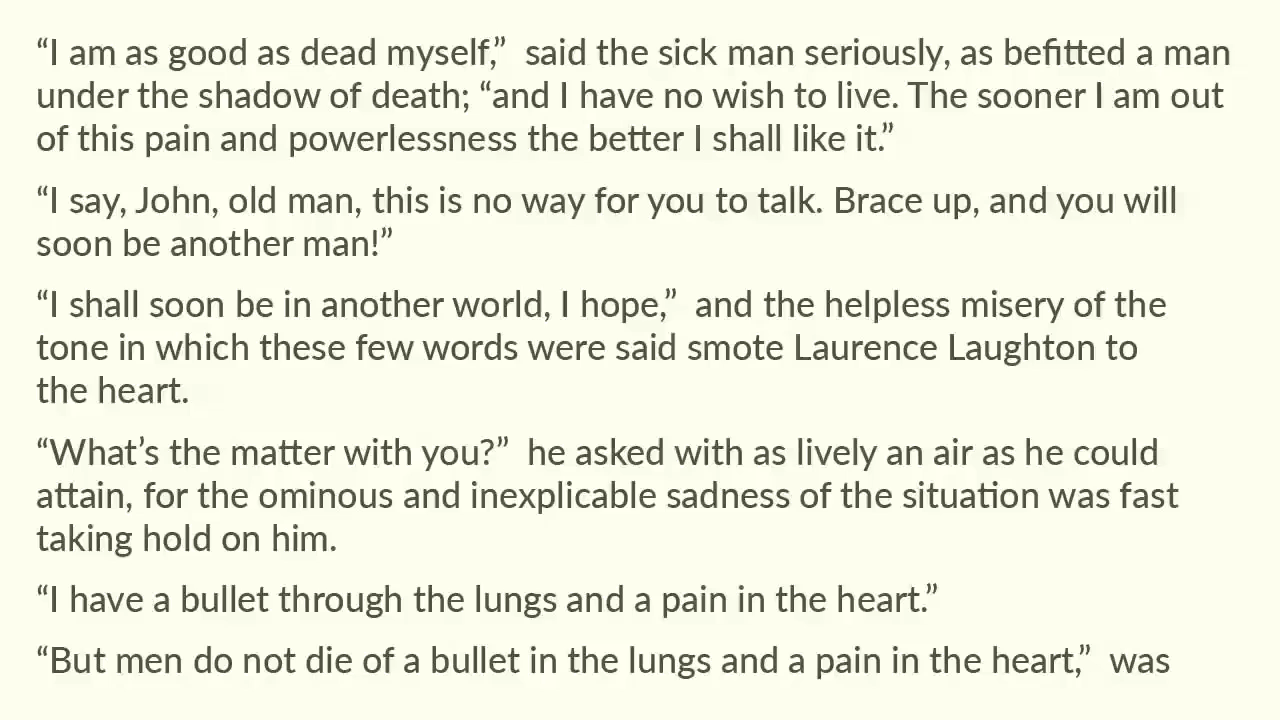 “I am as good as dead myself,”  said the sick man seriously, as befitted a man
under the shadow of death; “and I have no wish to live. The sooner I am out
of this pain and powerlessness the better I shall like it.”
“I say, John, old man, this is no way for you to talk. Brace up, and you will
soon be another man!”
“I shall soon be in another world, I hope,”  and the helpless misery of the
tone in which these few words were said smote Laurence Laughton to
the heart.
“What’s the matter with you?”  he asked with as lively an air as he could
attain, for the ominous and inexplicable sadness of the situation was fast
taking hold on him.
“I have a bullet through the lungs and a pain in the heart.”
“But men do not die of a bullet in the lungs and a pain in the heart,”  was